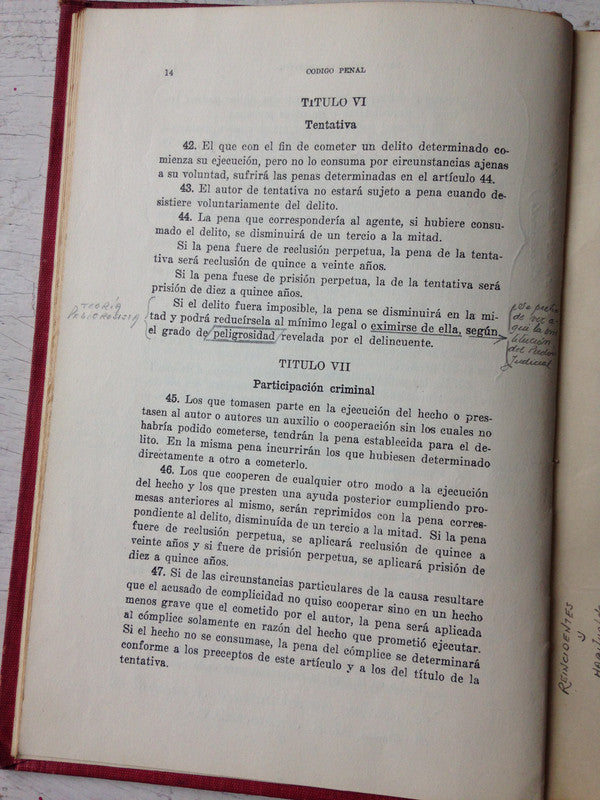 14
CODIGO PENAL
TITULO VI
Tentativa
42. El que con el fin de cometer un delito determinado co-
mienza su ejecución, pero no lo consuma por circunstancias ajenas
a su voluntad, sufrirá las penas determinadas en el artículo 44.
43. El autor de tentativa no estará sujeto a pena cuando de-
sistiere voluntariamente del delito.
44. La pena que correspondería al agente, si hubiere consu-
mado el delito, se disminuirá de un tercio a la mitad.
Si la pena fuere de reclusión perpetua, la pena de la tenta-
tiva será reclusión de quince a veinte años.
Si la pena fuese de prisión perpetua, la de la tentativa será
prisión de diez a quince años.
Si el delito fuera imposible, la pena se disminuirá en la mi-
tad y podrá reducírsela al mínimo legal o eximirse de ella, según
el grado de peligrosidad revelada por el delincuente.
TEORIA
PELIGROSISTA
del Poder
Judicial
TITULO VII
Participación criminal
45. Los que tomasen parte en la ejecución del hecho o pres-
tasen al autor o autores un auxilio o cooperación sin los cuales no
habría podido cometerse, tendrán la pena establecida para el de-
lito. En la misma pena incurrirán los que hubiesen determinado
directamente a otro a cometerlo.
46. Los que cooperen de cualquier otro modo a la ejecución
del hecho y los que presten una ayuda posterior cumpliendo pro-
mesas anteriores al mismo, serán reprimidos con la pena corres-
pondiente al delito, disminuída de un tercio a la mitad. Si la pena
fuere de reclusión perpetua, se aplicará reclusión de quince a
veinte años y si fuere de prisión perpetua, se aplicará prisión de
diez a quince años.
47. Si de las circunstancias particulares de la causa resultare
que el acusado de complicidad no quiso cooperar sino en un hecho
menos grave que el cometido por el autor, la pena será aplicada
al cómplice solamente en razón del hecho que prometió ejecutar.
Si el hecho no se consumase, la pena del cómplice se determinará
conforme a los preceptos de este artículo y a los del título de la
tentativa.
REINCIDENTES
y